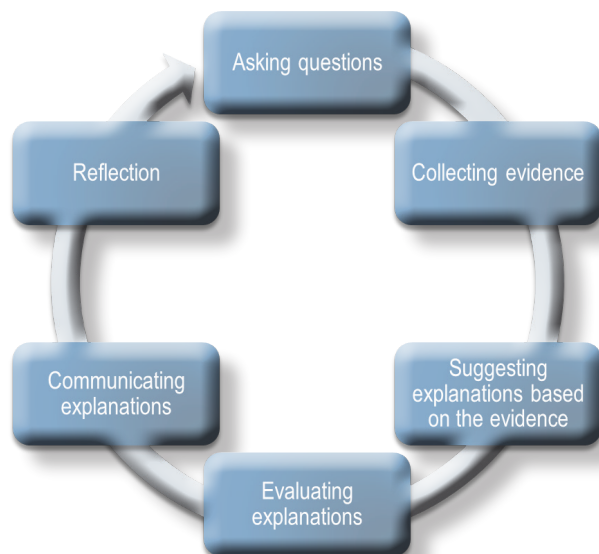 Asking questions
Collecting evidence
Suggesting
explanations based
on the evidence
Evaluating
explanations
Communicating
explanations
Reflection